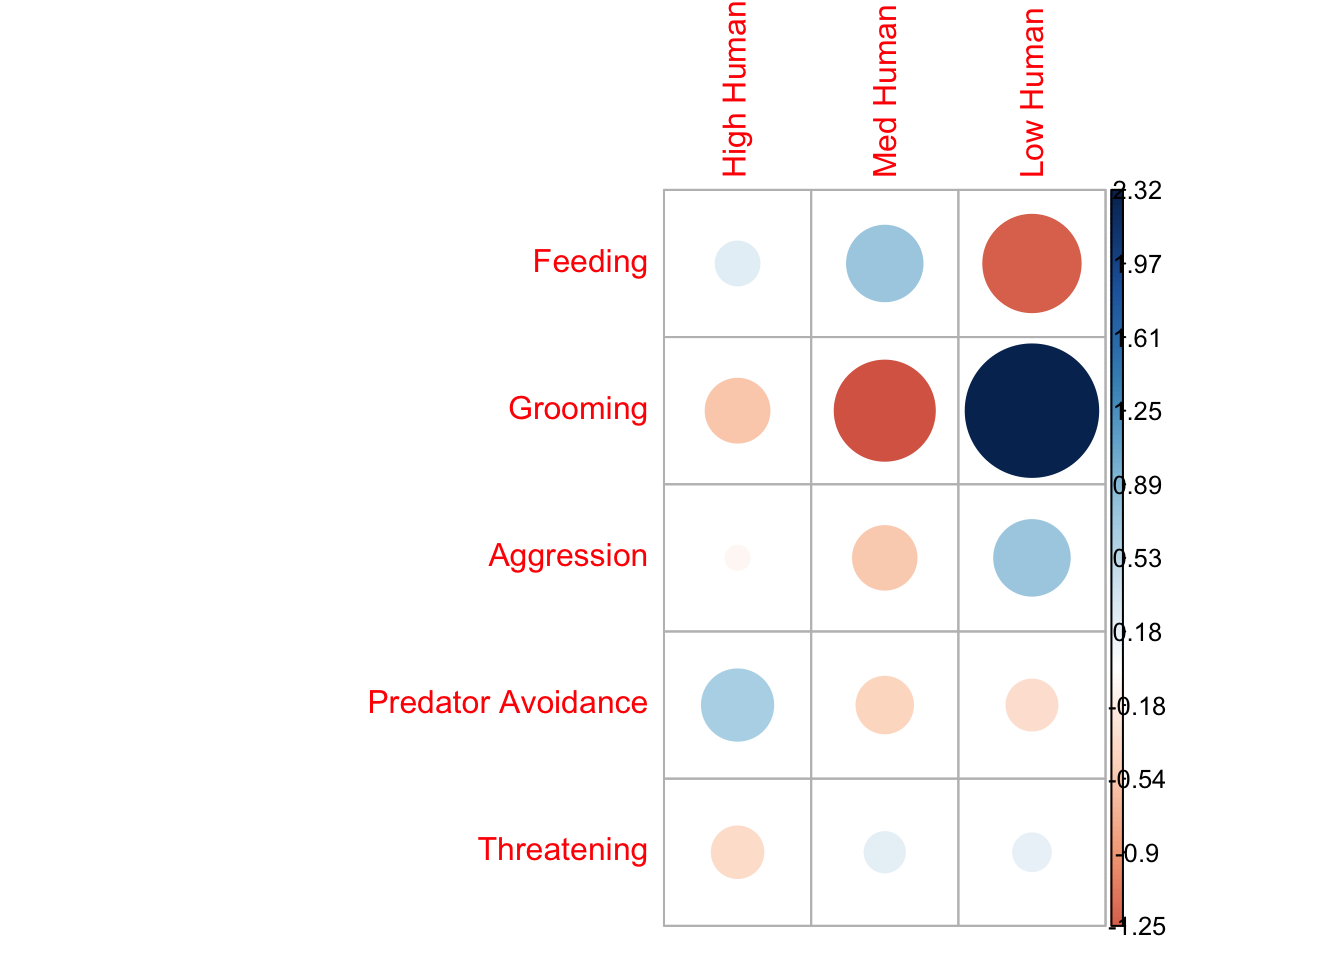 High Human
Med Human
Low Human
Feeding
Grooming
Aggression
Predator Avoidance
Threatening
2.32
1.97
1.61
1.25
0.89
0.53
0.18
-0.18
-0.54
-0.9
-1.25